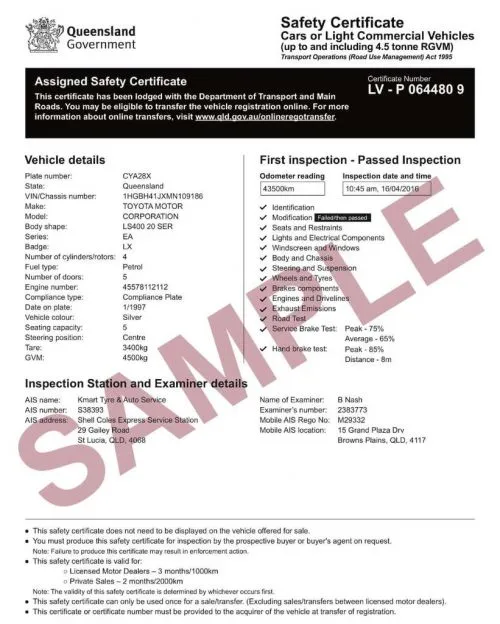 Queensland
Government
Safety Certificate
Cars or Light Commercial Vehicles
(up to and including 4.5 tonne RGVM)
Transport Operations (Road Use Management) Act 1995
Assigned Safety Certificate
This certificate has been lodged with the Department of Transport and Main
Roads. You may be eligible to transfer the vehicle registration online. For more
information about online transfers, visit www.qld.gov.au/onlineregotransfer.
Certificate Number
LV - P 064480 9
Vehicle details
Plate number: CYA28X
State: Queensland
VIN/Chassis number: 1HGBH41JXMN109186
Make: TOYOTA MOTOR
Model: CORPORATION
Body shape: LS400 20 SER
Series: EA
Badge: LX
Number of cylinders/rotors: 4
Fuel type: Petrol
Number of doors: 5
Engine number: 45578112112
Compliance type: Compliance Plate
Date on plate: 1/1997
Vehicle colour: Silver
Seating capacity: 5
Steering position: Centre
Tare: 3400kg
GVM: 4500kg
First inspection - Passed Inspection
Odometer reading Inspection date and time
43500km 10:45 am, 16/04/2016
Identification
Modification Failed/then passed
Seats and Restraints
Lights and Electrical Components
Windscreen and Windows
Body and Chassis
Steering and Suspension
Wheels and Tyres
Brakes components
Engines and Drivelines
Exhaust Emissions
Road Test
Service Brake Test: Peak - 75%
Average - 65%
Hand brake test: Peak - 85%
Distance - 8m
SAMPLE
Inspection Station and Examiner details
AIS name: Kmart Tyre & Auto Service
AIS number: S38393
AIS address: Shell Coles Express Service Station
29 Gailey Road
St Lucia, QLD, 4068
Name of Examiner: B Nash
Examiner's number: 2383773
Mobile AIS Rego No: M29332
Mobile AIS location: 15 Grand Plaza Drv
Browns Plains, QLD, 4117
• This safety certificate does not need to be displayed on the vehicle offered for sale.
• You must produce this safety certificate for inspection by the prospective buyer or buyer's agent on request.
Note: Failure to produce this certificate may result in enforcement action.
• This safety certificate is valid for:
○ Licensed Motor Dealers – 3 months/1000km
○ Private Sales – 2 months/2000km
Note: The validity of this safety certificate is determined by whichever occurs first.
• This safety certificate can only be used once for a sale/transfer. (Excluding sales/transfers between licensed motor dealers).
• This certificate or certificate number must be provided to the acquirer of the vehicle at transfer of registration.